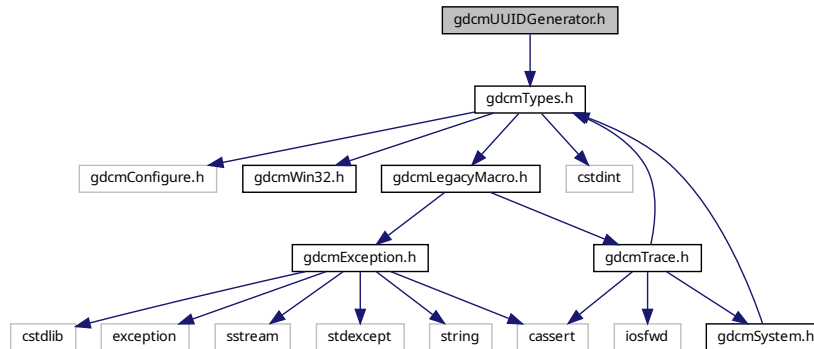 gdcmUUIDGenerator.h
gdcmTypes.h
gdcmConfigure.h
gdcmWin32.h
gdcmLegacyMacro.h
cstdint
gdcmException.h
gdcmTrace.h
cstdlib
exception
sstream
stdexcept
string
cassert
iosfwd
gdcmSystem.h